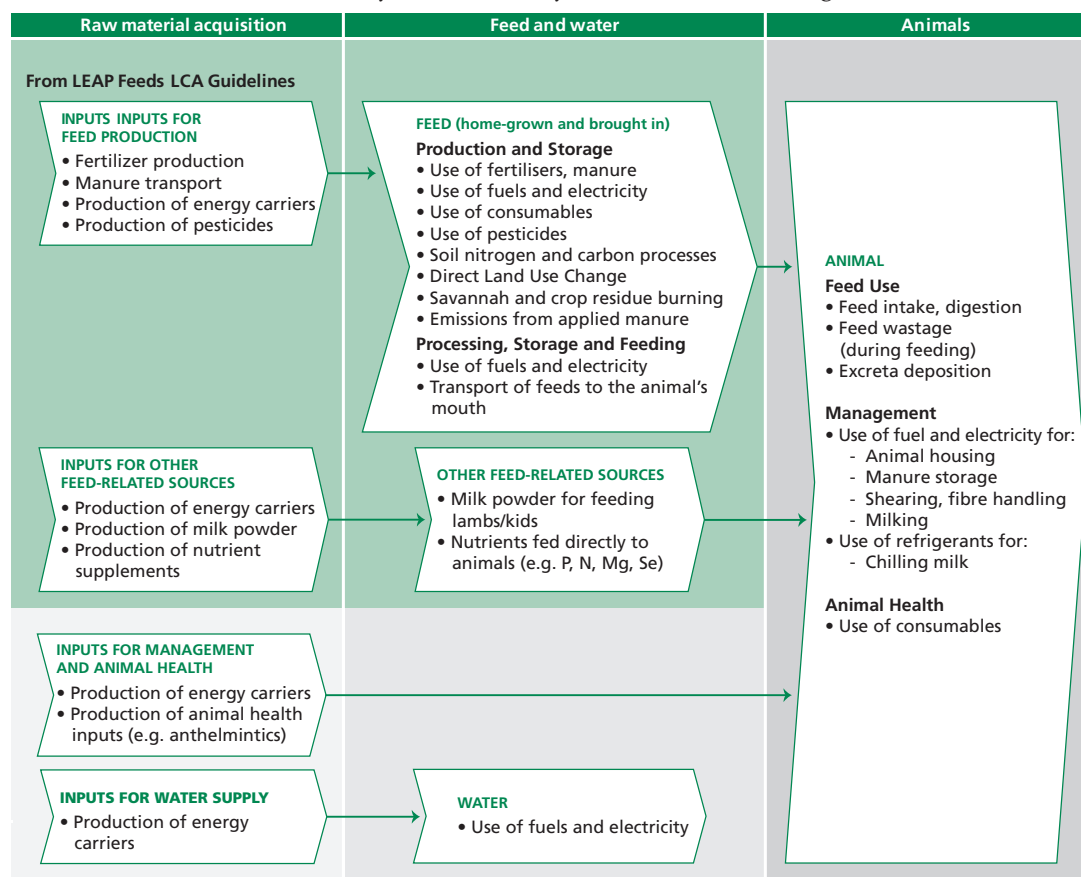 Raw material acquisition
Feed and water
Animals
From LEAP Feeds LCA Guidelines
INPUTS INPUTS FOR
FEED PRODUCTION
• Fertilizer production
• Manure transport
• Production of energy carriers
• Production of pesticides
FEED (home-grown and brought in)
Production and Storage
• Use of fertilisers, manure
• Use of fuels and electricity
• Use of consumables
• Use of pesticides
• Soil nitrogen and carbon processes
• Direct Land Use Change
• Savannah and crop residue burning
• Emissions from applied manure
Processing, Storage and Feeding
• Use of fuels and electricity
• Transport of feeds to the animal's
mouth
INPUTS FOR OTHER
FEED-RELATED SOURCES
• Production of energy carriers
• Production of milk powder
• Production of nutrient
supplements
OTHER FEED-RELATED SOURCES
• Milk powder for feeding
lambs/kids
• Nutrients fed directly to
animals (e.g. P, N, Mg, Se)
INPUTS FOR MANAGEMENT
AND ANIMAL HEALTH
• Production of energy carriers
• Production of animal health
inputs (e.g. anthelmintics)
INPUTS FOR WATER SUPPLY
• Production of energy
carriers
WATER
• Use of fuels and electricity
ANIMAL
Feed Use
• Feed intake, digestion
• Feed wastage
(during feeding)
• Excreta deposition
Management
• Use of fuel and electricity for:
- Animal housing
- Manure storage
- Shearing, fibre handling
- Milking
• Use of refrigerants for:
- Chilling milk
Animal Health
• Use of consumables